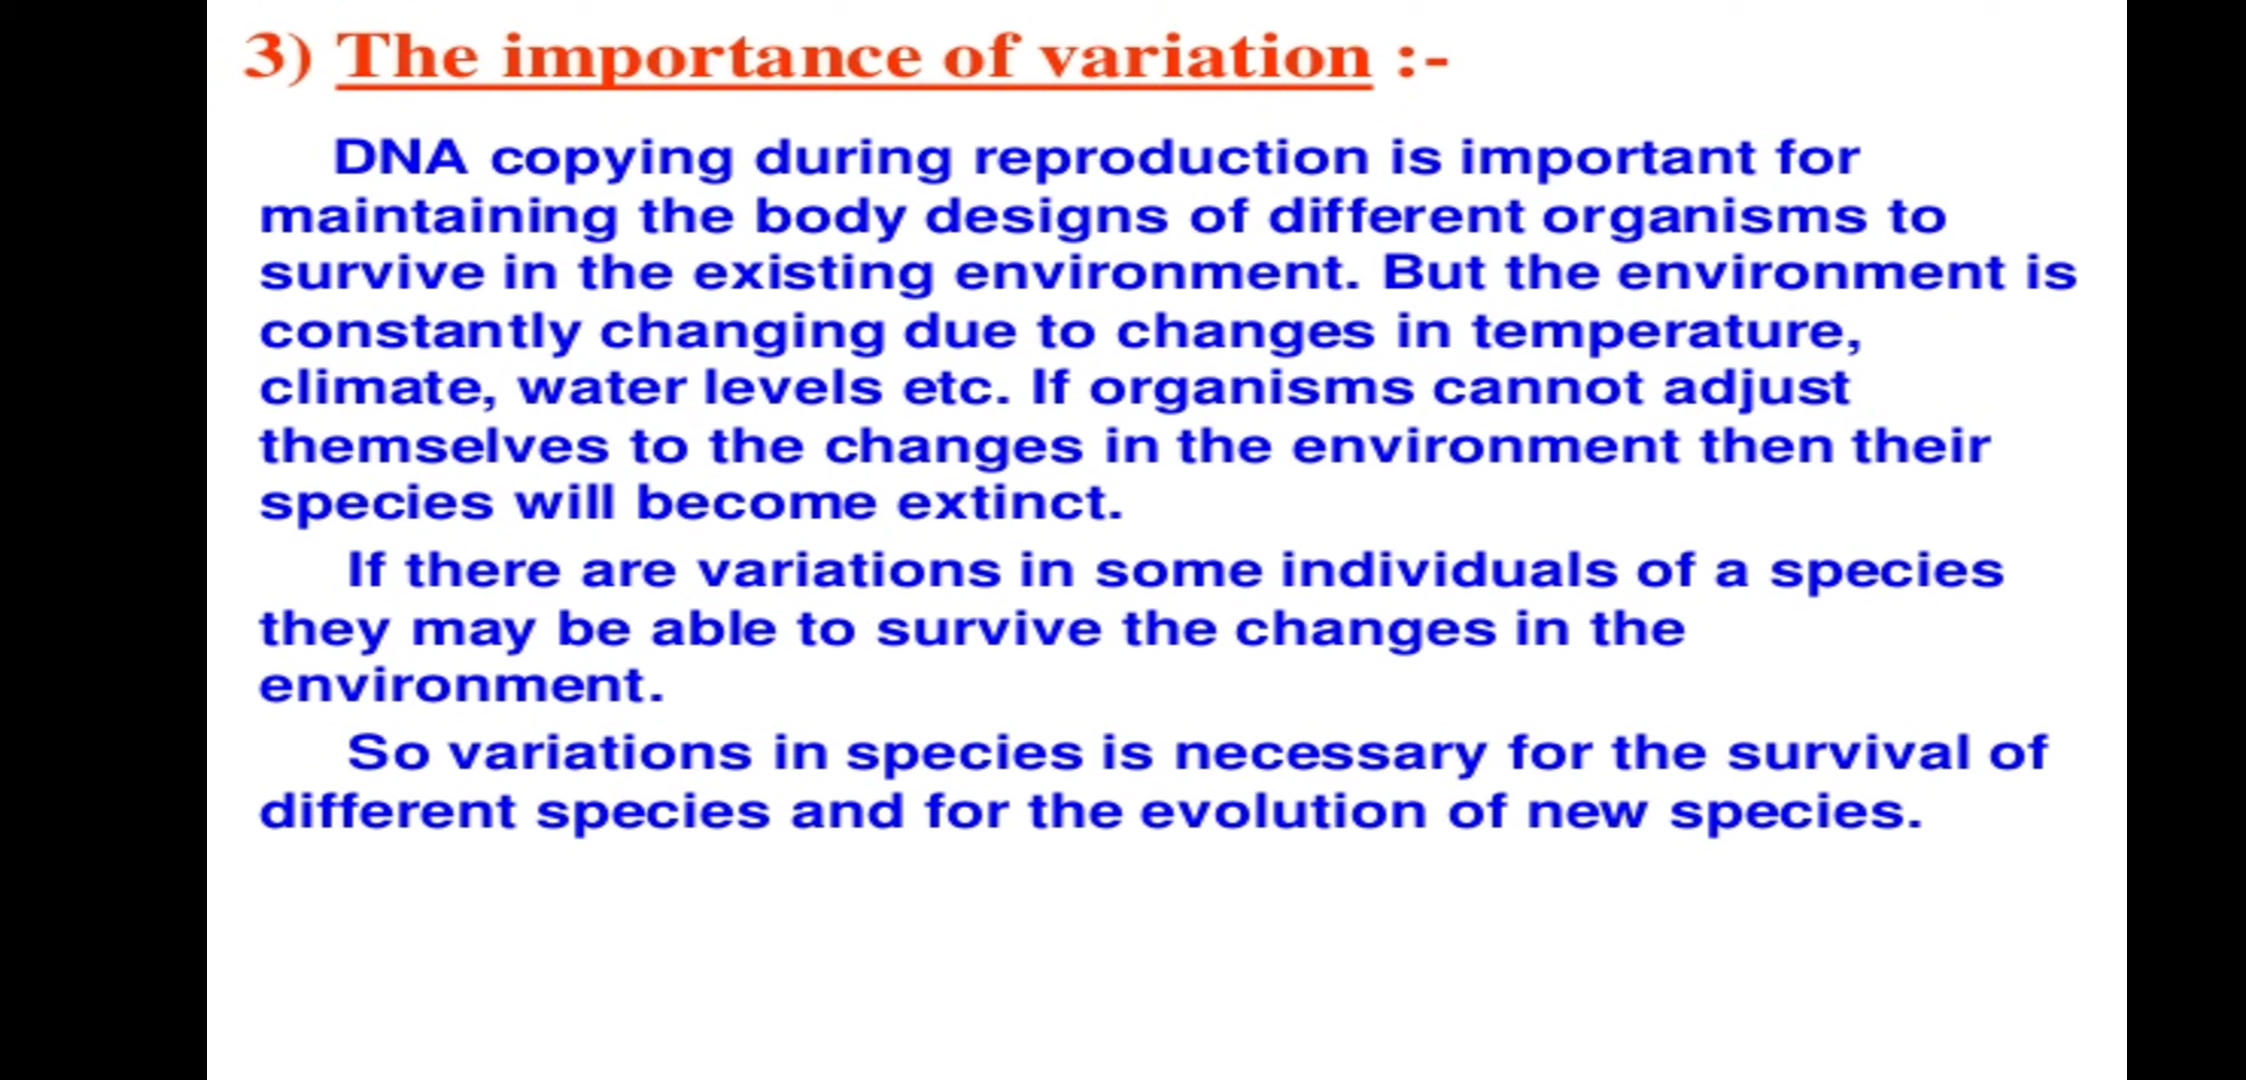 3) The importance of variation :-
DNA copying during reproduction is important for
maintaining the body designs of different organisms to
survive in the existing environment. But the environment is
constantly changing due to changes in temperature,
climate, water levels etc. If organisms cannot adjust
themselves to the changes in the environment then their
species will become extinct.
If there are variations in some individuals of a species
they may be able to survive the changes in the
environment.
So variations in species is necessary for the survival of
different species and for the evolution of new species.